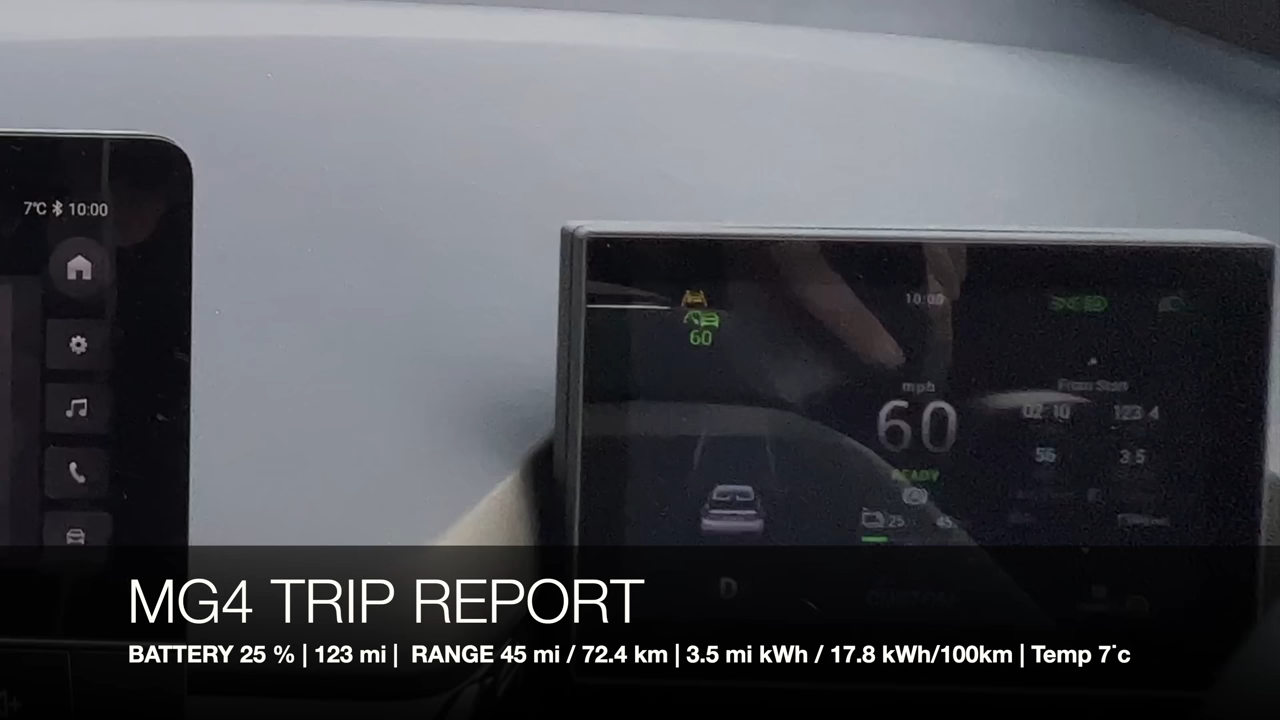 7℃ 10:00
60
10:00
mph
60
READY
25
45
From Start
02:10 123.4
56 3.5
D
MG4 TRIP REPORT
BATTERY 25 % | 123 mi | RANGE 45 mi / 72.4 km | 3.5 mi kWh / 17.8 kWh/100km | Temp 7˚c